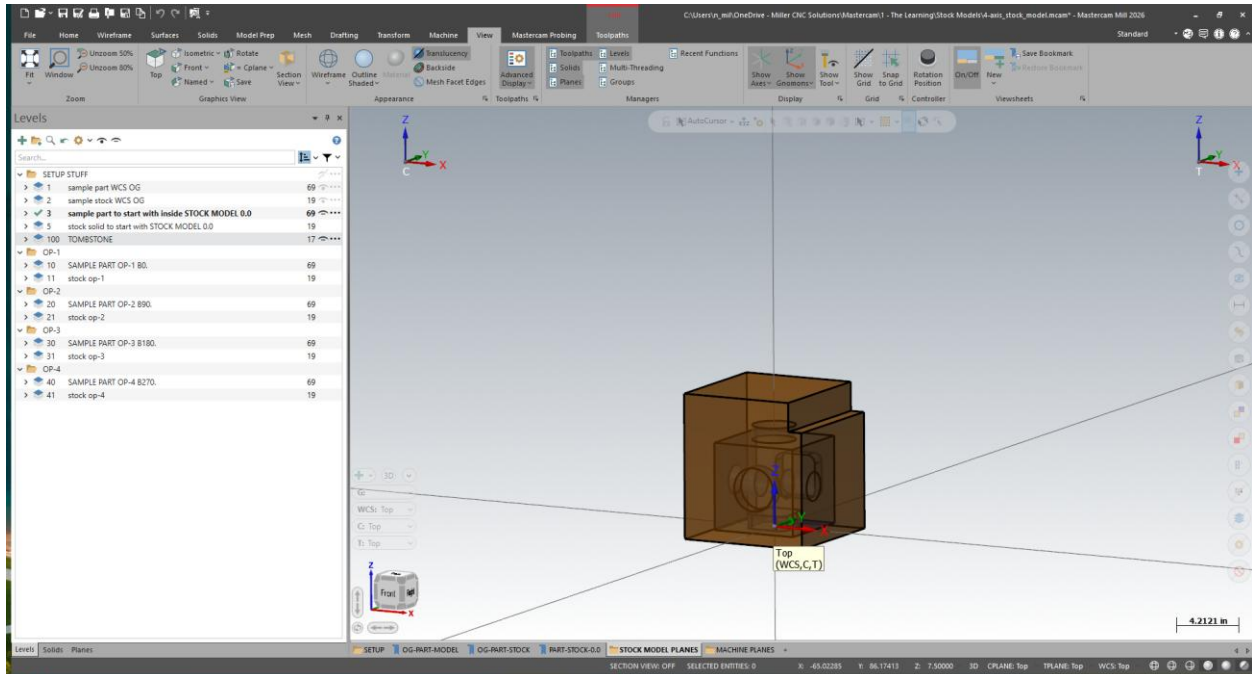 C:\Users\n_mil\OneDrive - Miller CNC Solutions\Mastercam\1 - The Learning\Stock Models\4-axis_stock_model.mcam* - Mastercam Mill 2026
File Home Wireframe Surfaces Solids Model Prep Mesh Drafting Transform Machine View Mastercam Probing Toolpaths
Standard
Fit
Window
Unzoom 50%
Unzoom 80%
Zoom
Top
Isometric
Front
Named
Rotate
= Cplane
Save
Section View
Graphics View
Wireframe
Outline Shaded
Material
Translucency
Backside
Mesh Facet Edges
Appearance
Advanced Display
Toolpaths
Toolpaths
Solids
Planes
Levels
Multi-Threading
Groups
Recent Functions
Managers
Show Axes
Show Gnomons
Show Tool
Display
Show Grid
Snap to Grid
Grid
Rotation Position
Controller
On/Off
New
Save Bookmark
Restore Bookmark
Viewsheets
Levels
Search...
SETUP STUFF
1 sample part WCS OG 69
2 sample stock WCS OG 19
3 sample part to start with inside STOCK MODEL 0.0 69
5 stock solid to start with STOCK MODEL 0.0 19
100 TOMBSTONE 17
OP-1
10 SAMPLE PART OP-1 B0. 69
11 stock op-1 19
OP-2
20 SAMPLE PART OP-2 B90. 69
21 stock op-2 19
OP-3
30 SAMPLE PART OP-3 B180. 69
31 stock op-3 19
OP-4
40 SAMPLE PART OP-4 B270. 69
41 stock op-4 19
AutoCursor
Z
Y
X
C
Z
Y
X
T
3D
G:
WCS: Top
C: Top
T: Top
Z
Y
X
Top
(WCS,C,T)
Z
Front
X
4.2121 in
Levels Solids Planes
SETUP OG-PART-MODEL OG-PART-STOCK PART-STOCK-0.0 STOCK MODEL PLANES MACHINE PLANES +
SECTION VIEW: OFF SELECTED ENTITIES: 0 X: -65.02285 Y: 86.17413 Z: 7.50000 3D CPLANE: Top TPLANE: Top WCS: Top